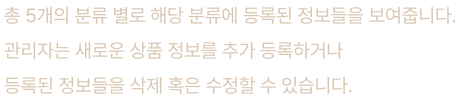 총 5개의 분류 별로 해당 분류에 등록된 정보들을 보여줍니다.
관리자는 새로운 상품 정보를 추가 등록하거나
등록된 정보들을 삭제 혹은 수정할 수 있습니다.